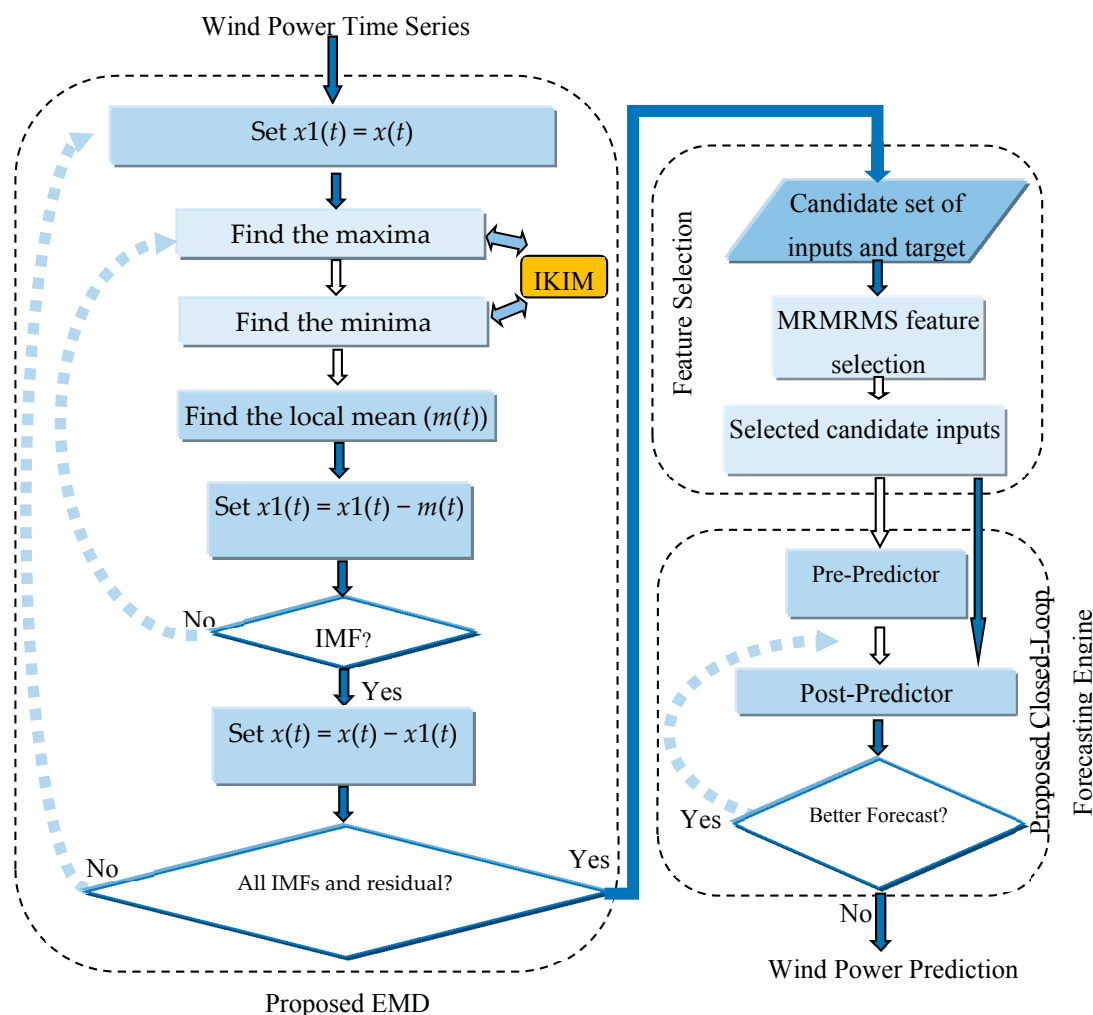 Wind Power Time Series
Set x1(t) = x(t)
Find the maxima
IKIM
Find the minima
Find the local mean (m(t))
Set x1(t) = x1(t) − m(t)
No
IMF?
Yes
Set x(t) = x(t) − x1(t)
No
Yes
All IMFs and residual?
Proposed EMD
Feature Selection
Candidate set of
inputs and target
MRMRMS feature
selection
Selected candidate inputs
Pre-Predictor
Post-Predictor
Proposed Closed-Loop
Forecasting Engine
Yes
Better Forecast?
No
Wind Power Prediction